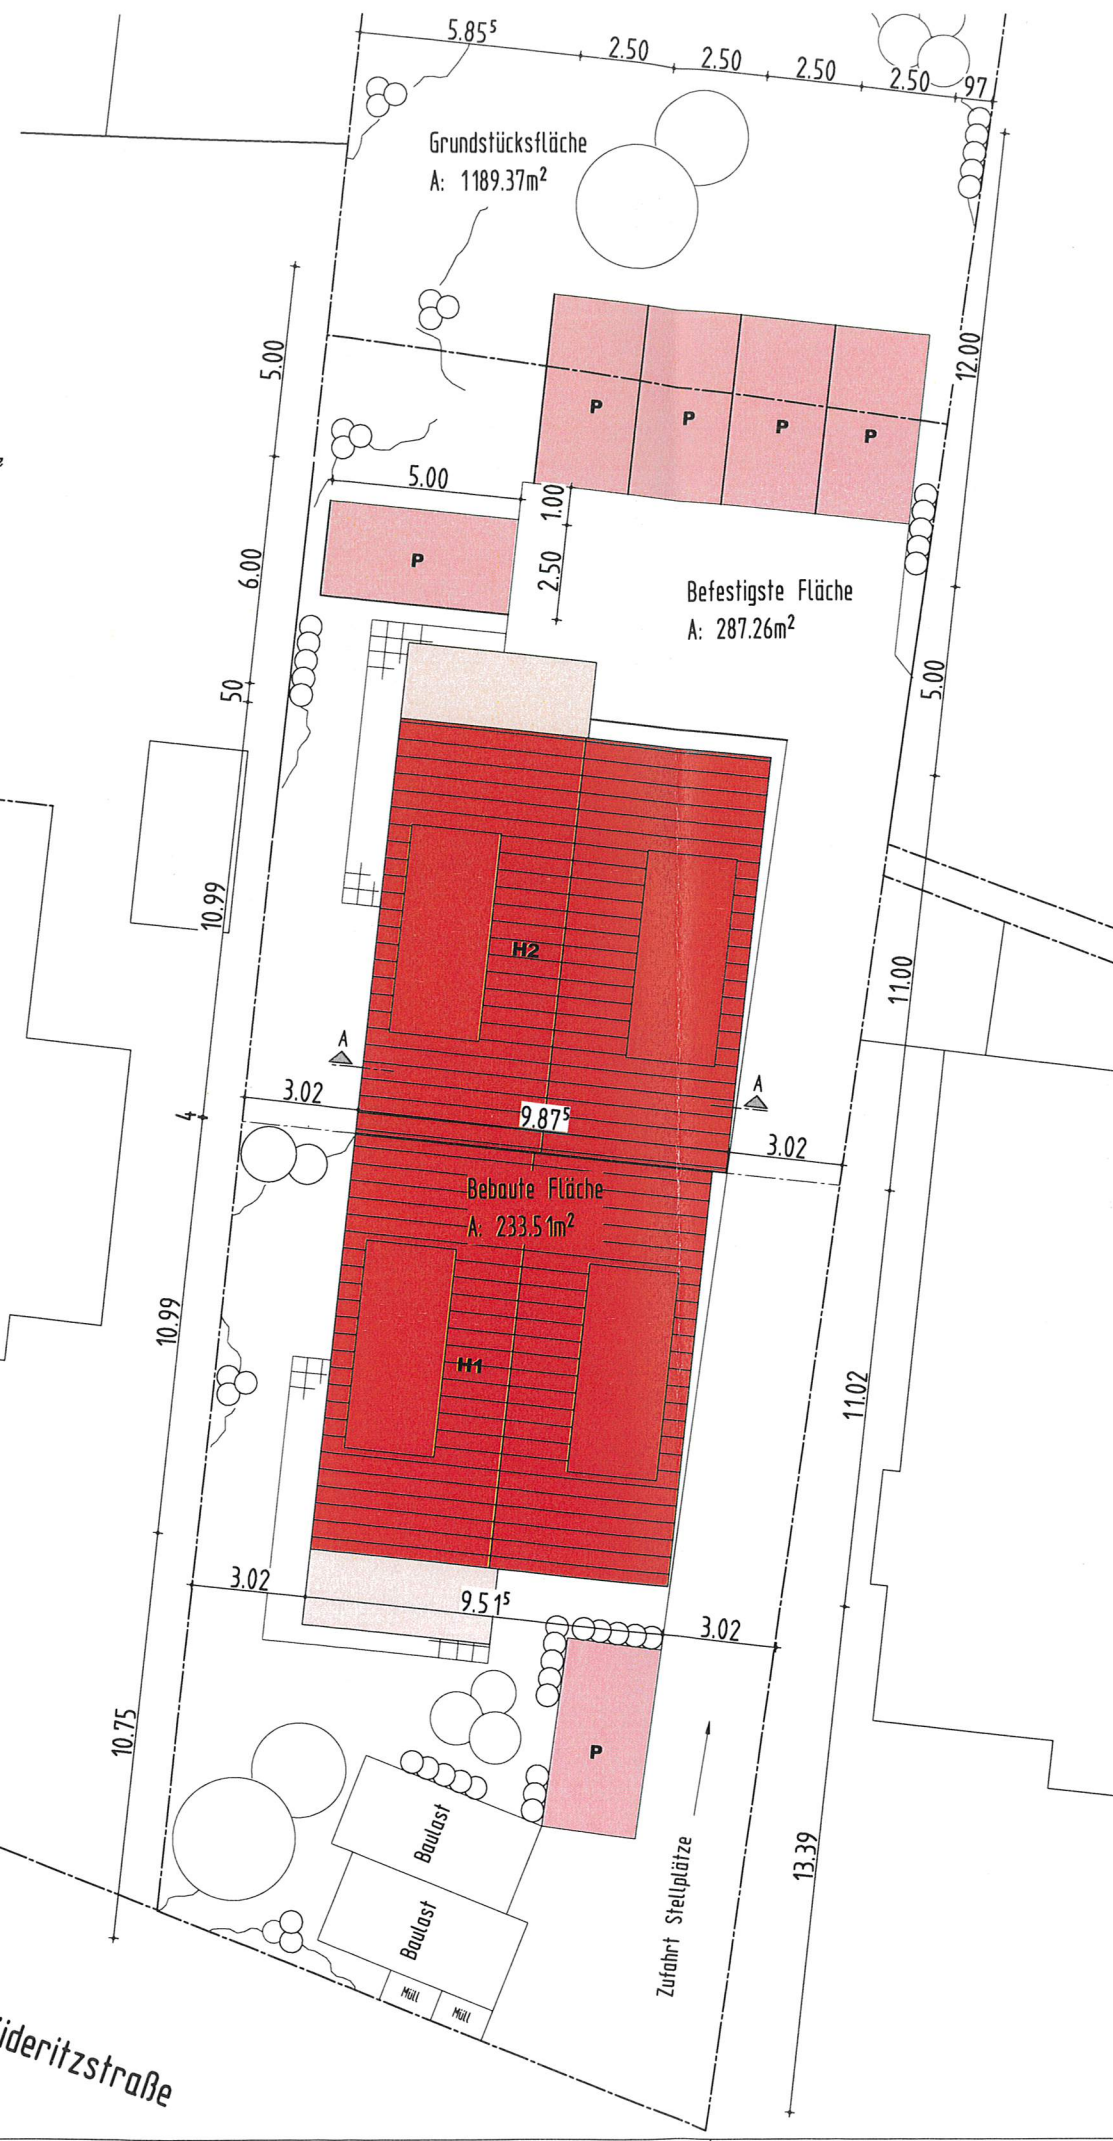 5.85⁵
2.50
2.50
2.50
2.50
97
Grundstücksfläche
A: 1189.37m²
5.00
12.00
P
P
P
P
5.00
1.00
2.50
6.00
P
Befestigste Fläche
A: 287.26m²
50
5.00
10.99
H2
11.00
A
A
3.02
9.87⁵
3.02
4
Bebaute Fläche
A: 233.51m²
10.99
H1
11.02
3.02
9.51⁵
3.02
10.75
P
Baulast
Baulast
Zufahrt Stellplätze
13.39
Müll
Müll
ideritzstraße